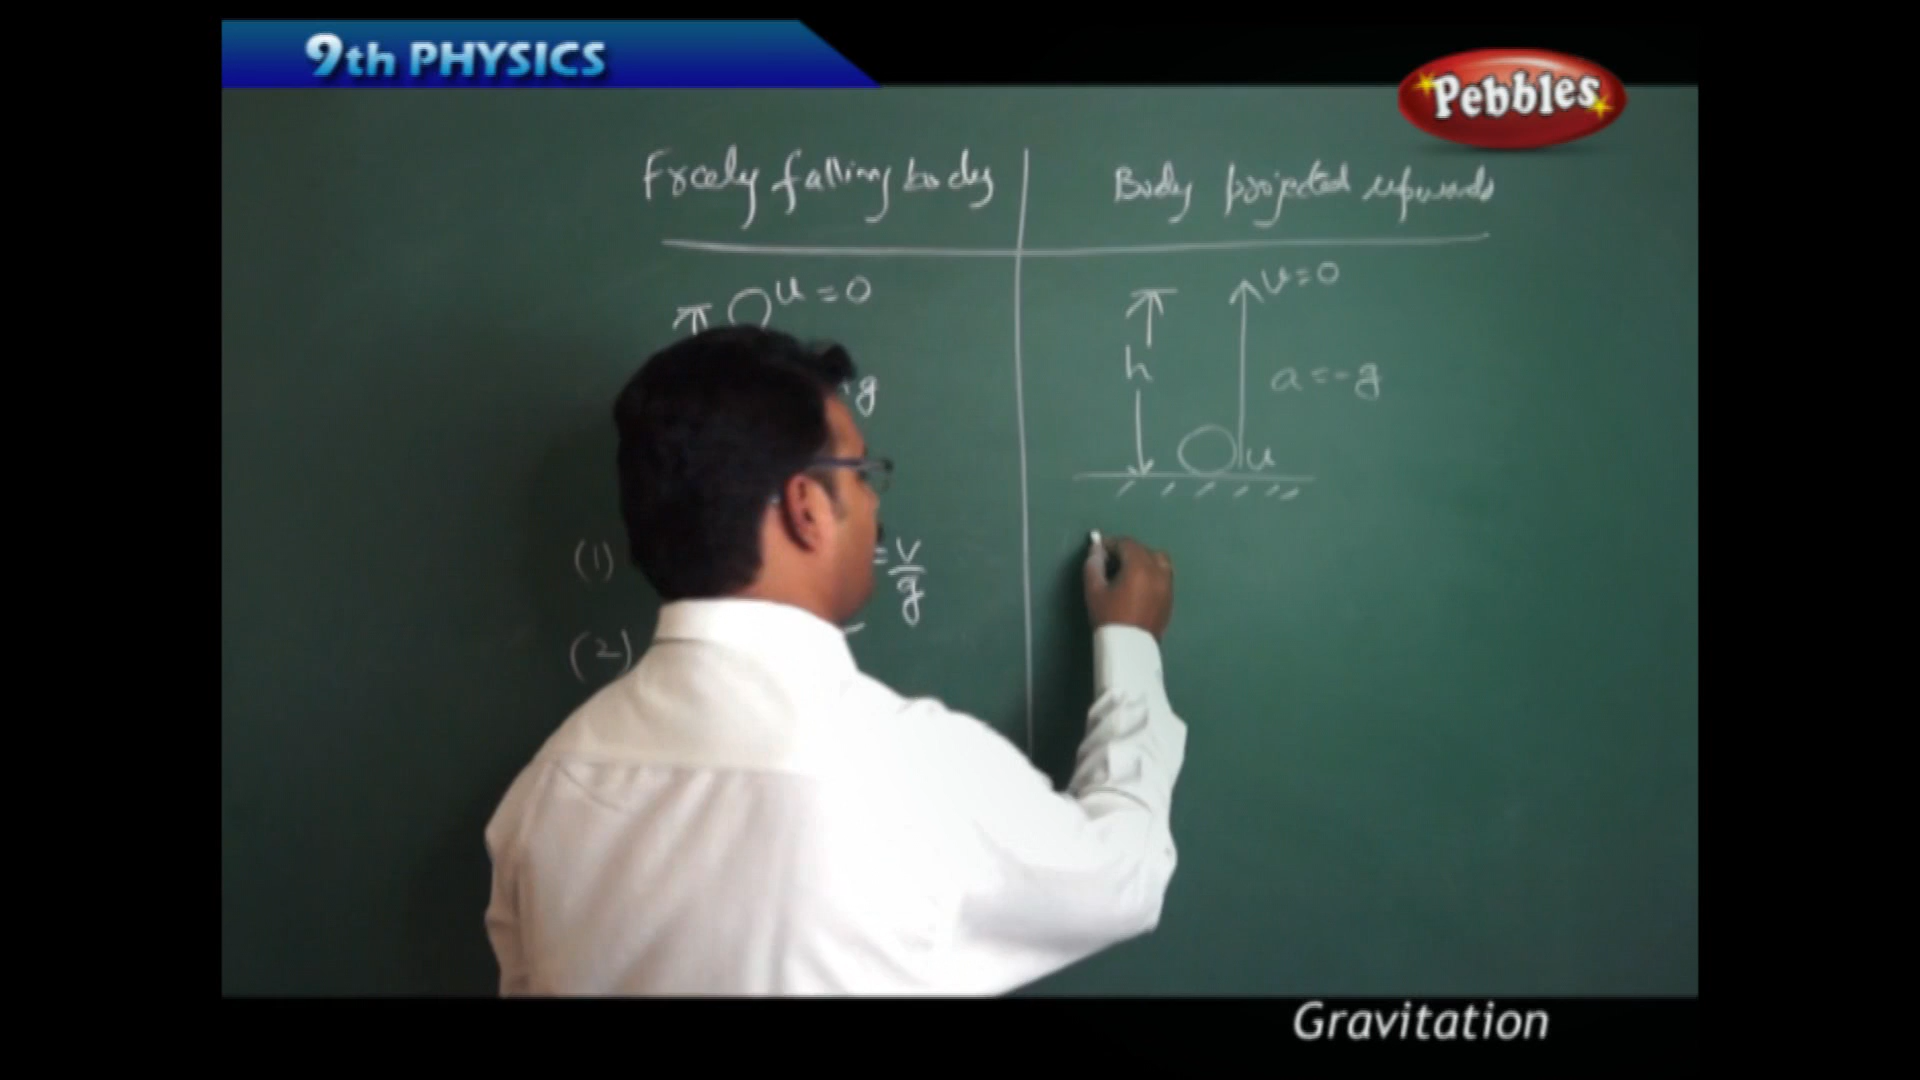 9th PHYSICS
Pebbles
Freely falling body
Body projected upwards
u = 0
v = 0
h
g
a = -g
u
(1)
= v/g
(2)
Gravitation